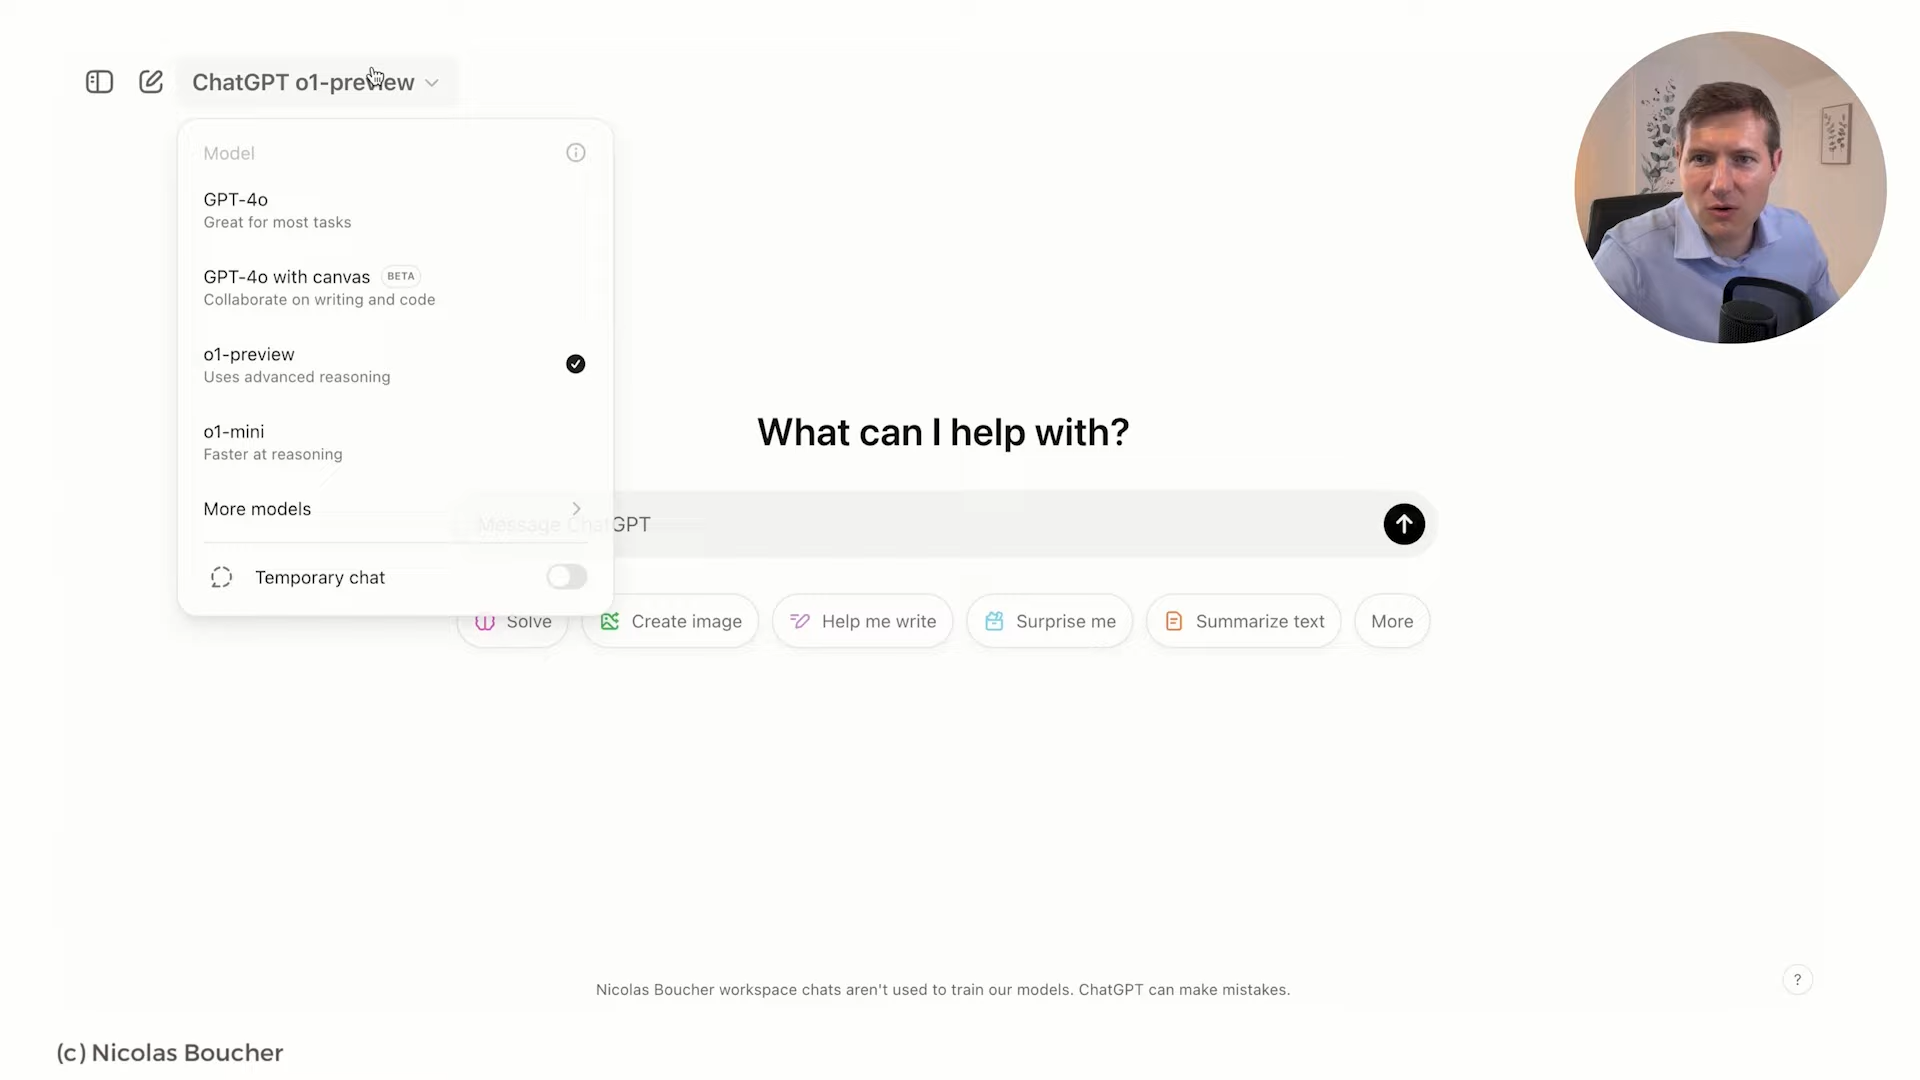 ChatGPT o1-preview
Model
GPT-4o
Great for most tasks
GPT-4o with canvas BETA
Collaborate on writing and code
o1-preview
Uses advanced reasoning
o1-mini
Faster at reasoning
More models
Temporary chat
What can I help with?
Message ChatGPT
Solve
Create image
Help me write
Surprise me
Summarize text
More
Nicolas Boucher workspace chats aren't used to train our models. ChatGPT can make mistakes.
?
(c) Nicolas Boucher